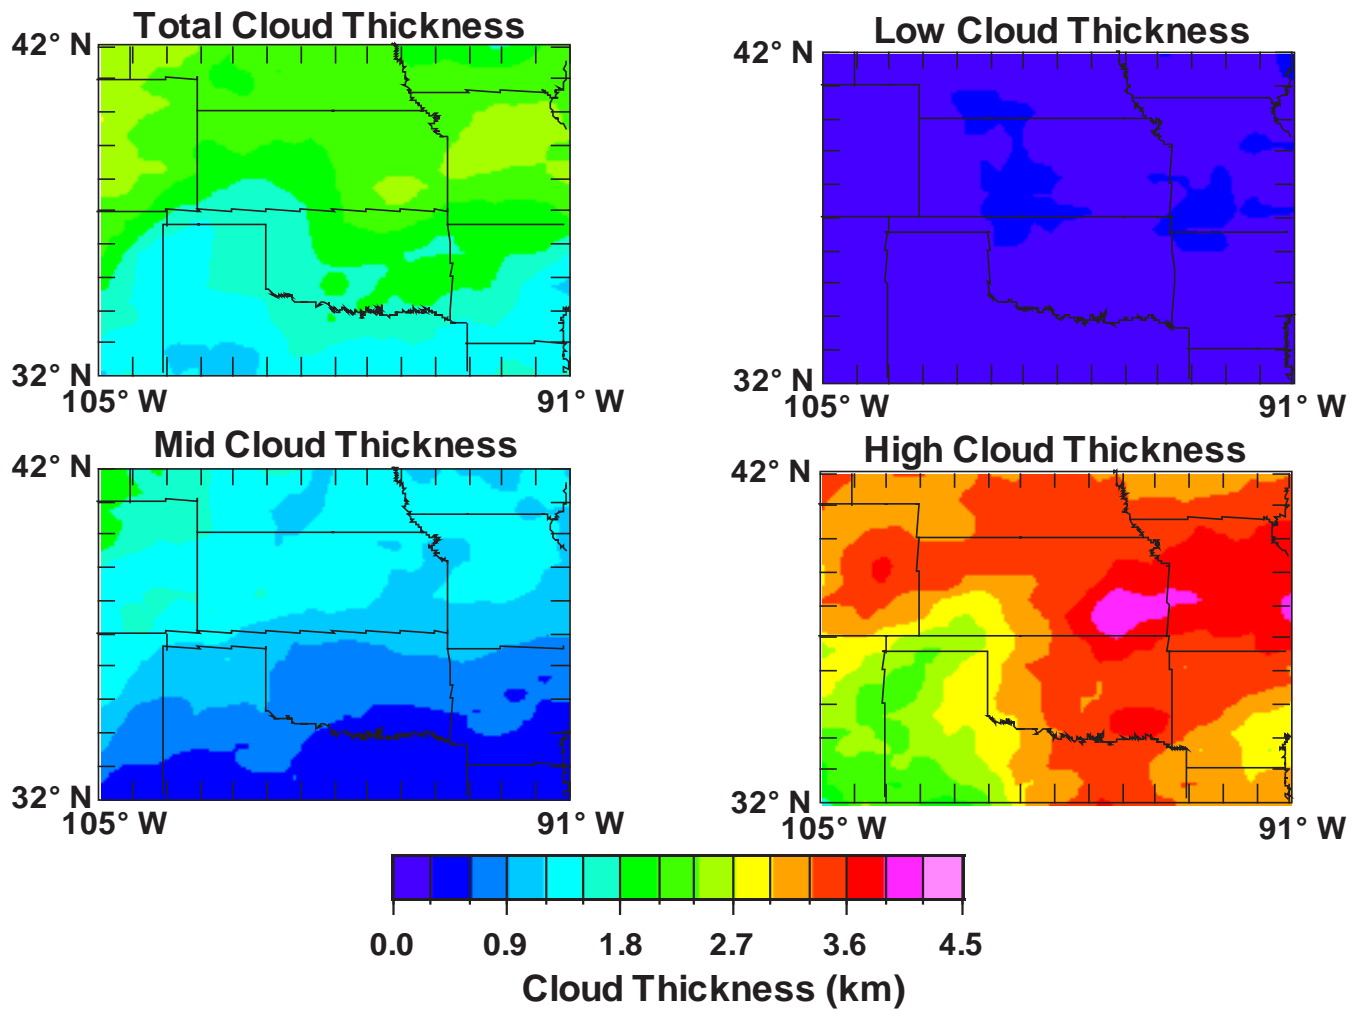 Total Cloud Thickness
42° N
32° N
105° W
91° W
Low Cloud Thickness
42° N
32° N
105° W
91° W
Mid Cloud Thickness
42° N
32° N
105° W
91° W
High Cloud Thickness
42° N
32° N
105° W
91° W
0.0 0.9 1.8 2.7 3.6 4.5
Cloud Thickness (km)